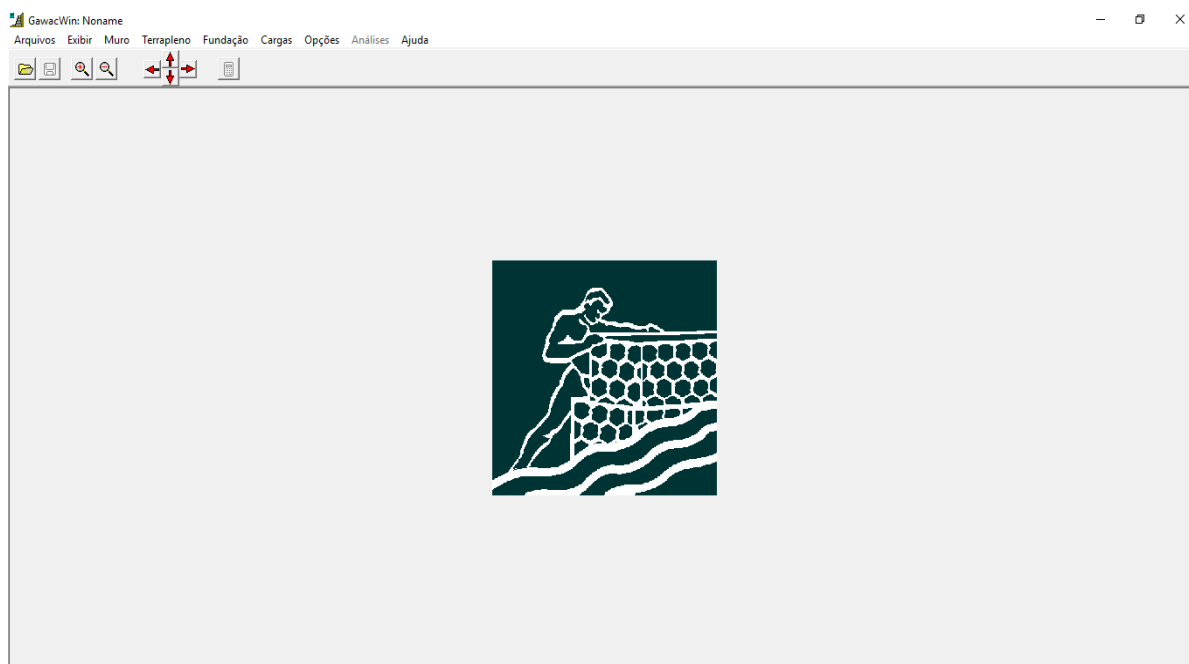 GawacWin: Noname
Arquivos Exibir Muro Terrapleno Fundação Cargas Opções Análises Ajuda